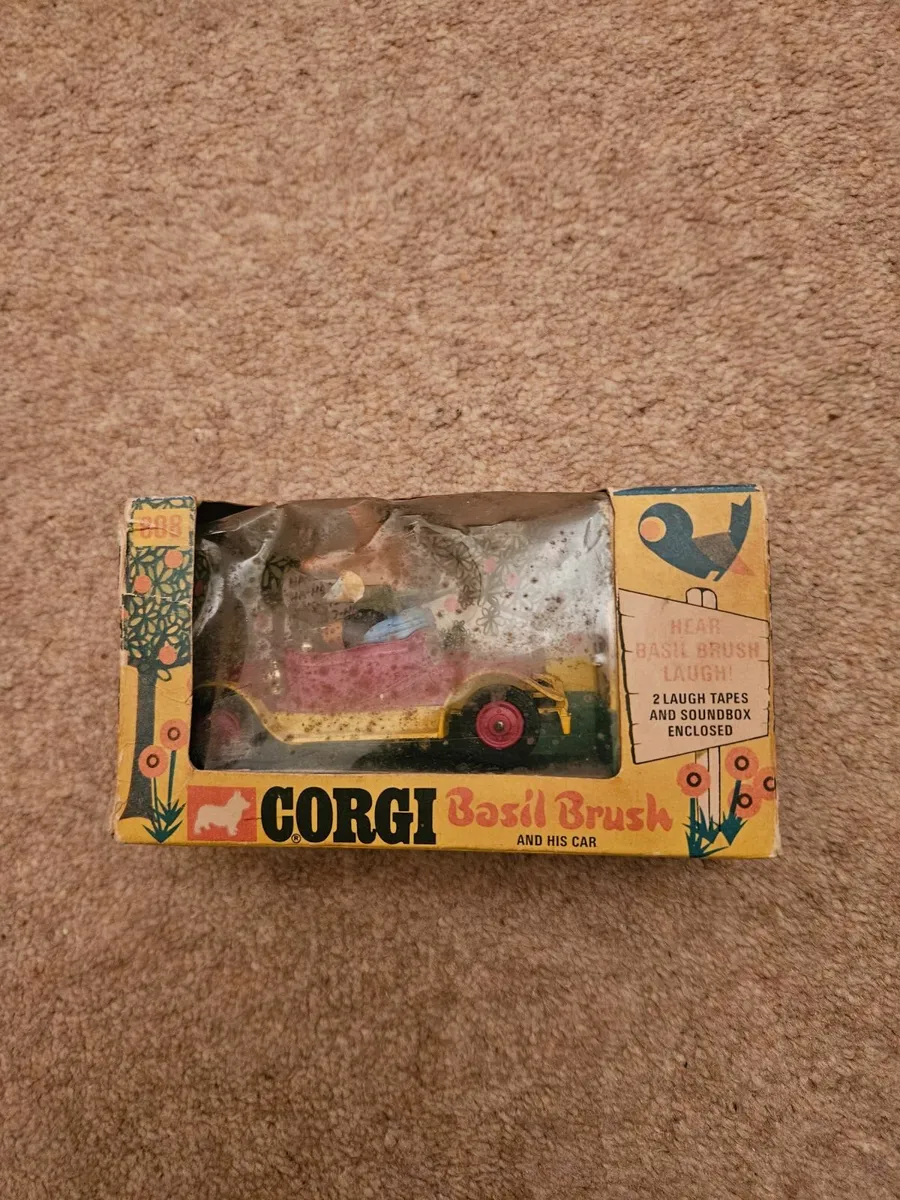 808
HEAR
BASIL BRUSH
LAUGH!
2 LAUGH TAPES
AND SOUNDBOX
ENCLOSED
CORGI
®
Basil Brush
AND HIS CAR